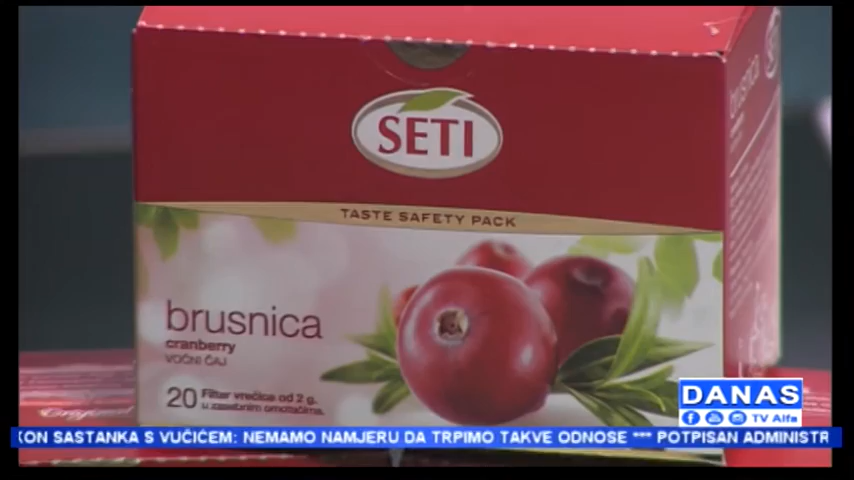 SETI
TASTE SAFETY PACK
brusnica
cranberry
VOĆNI ČAJ
20 Filter vrećica od 2 g.
u zasebnim omotačima.
brusnica
DANAS
TV Alfa
KON SASTANKA S VUČIĆEM: NEMAMO NAMJERU DA TRPIMO TAKVE ODNOSE *** POTPISAN ADMINISTR